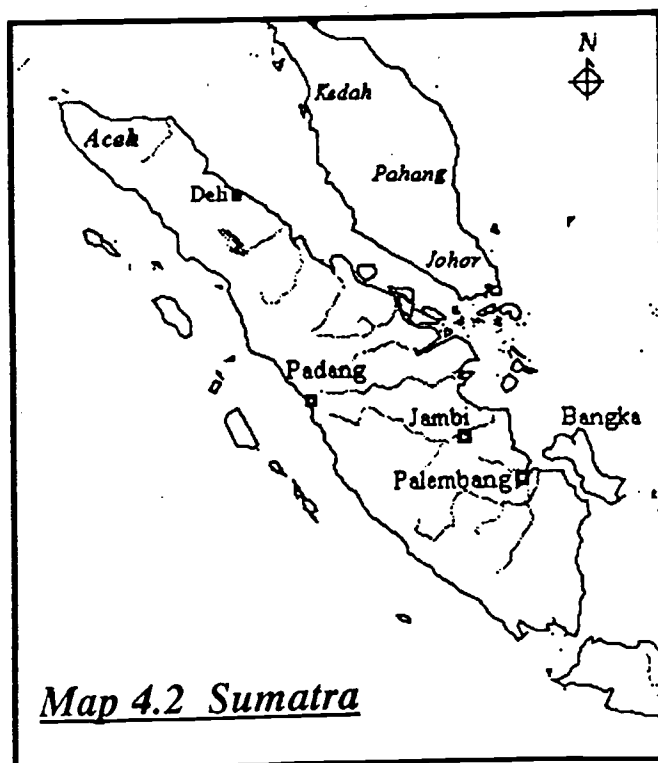 N
Kedah
Aceh
Pahang
Deli
Johor
Padang
Jambi
Bangka
Palembang
Map 4.2 Sumatra